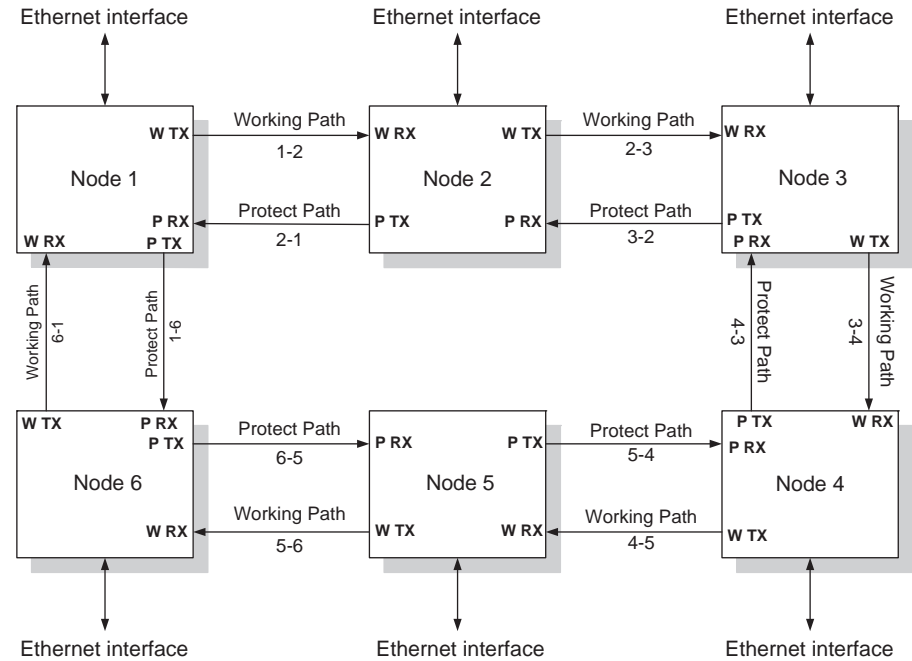 Ethernet interface
Ethernet interface
Ethernet interface
W TX
Working Path
1-2
W RX
W TX
Working Path
2-3
W RX
Node 1
Node 2
Node 3
P RX
Protect Path
2-1
P TX
P RX
Protect Path
3-2
P TX
W RX
P TX
P RX
W TX
Working Path
6-1
Protect Path
1-6
4-3
Protect Path
3-4
Working Path
W TX
P RX
P TX
W RX
P TX
Protect Path
6-5
P RX
P TX
Protect Path
5-4
P RX
Node 6
Node 5
Node 4
W RX
Working Path
5-6
W TX
W RX
Working Path
4-5
W TX
Ethernet interface
Ethernet interface
Ethernet interface